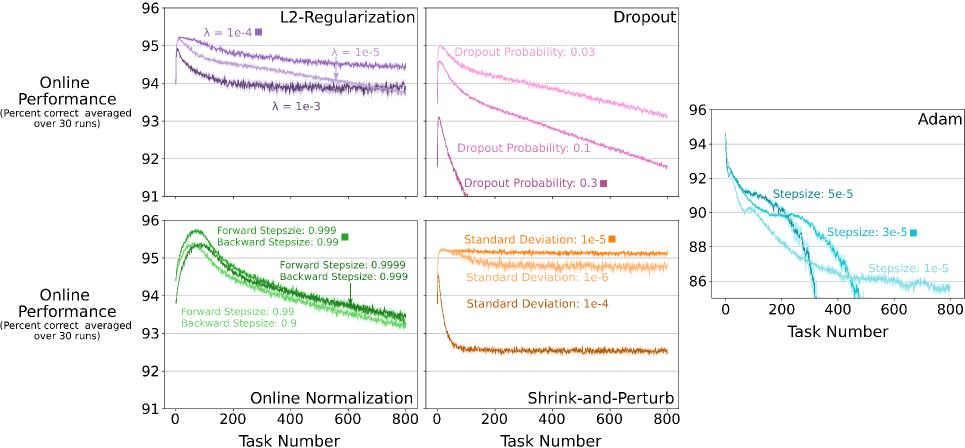 96
95
94
93
92
91
Online
Performance
(Percent correct averaged
over 30 runs)
L2-Regularization
λ = 1e-4
λ = 1e-5
λ = 1e-3
Dropout
Dropout Probability: 0.03
Dropout Probability: 0.1
Dropout Probability: 0.3
96
94
92
90
88
86
Adam
Stepsize: 5e-5
Stepsize: 3e-5
Stepsize: 1e-5
0 200 400 600 800
Task Number
96
95
94
93
92
91
Online
Performance
(Percent correct averaged
over 30 runs)
Forward Stepszie: 0.999
Backward Stepsize: 0.99
Forward Stepsize: 0.9999
Backward Stepsize: 0.999
Forward Stepsize: 0.99
Backward Stepsize: 0.9
Online Normalization
0 200 400 600 800
Task Number
Standard Deviation: 1e-5
Standard Deviation: 1e-6
Standard Deviation: 1e-4
Shrink-and-Perturb
0 200 400 600 800
Task Number